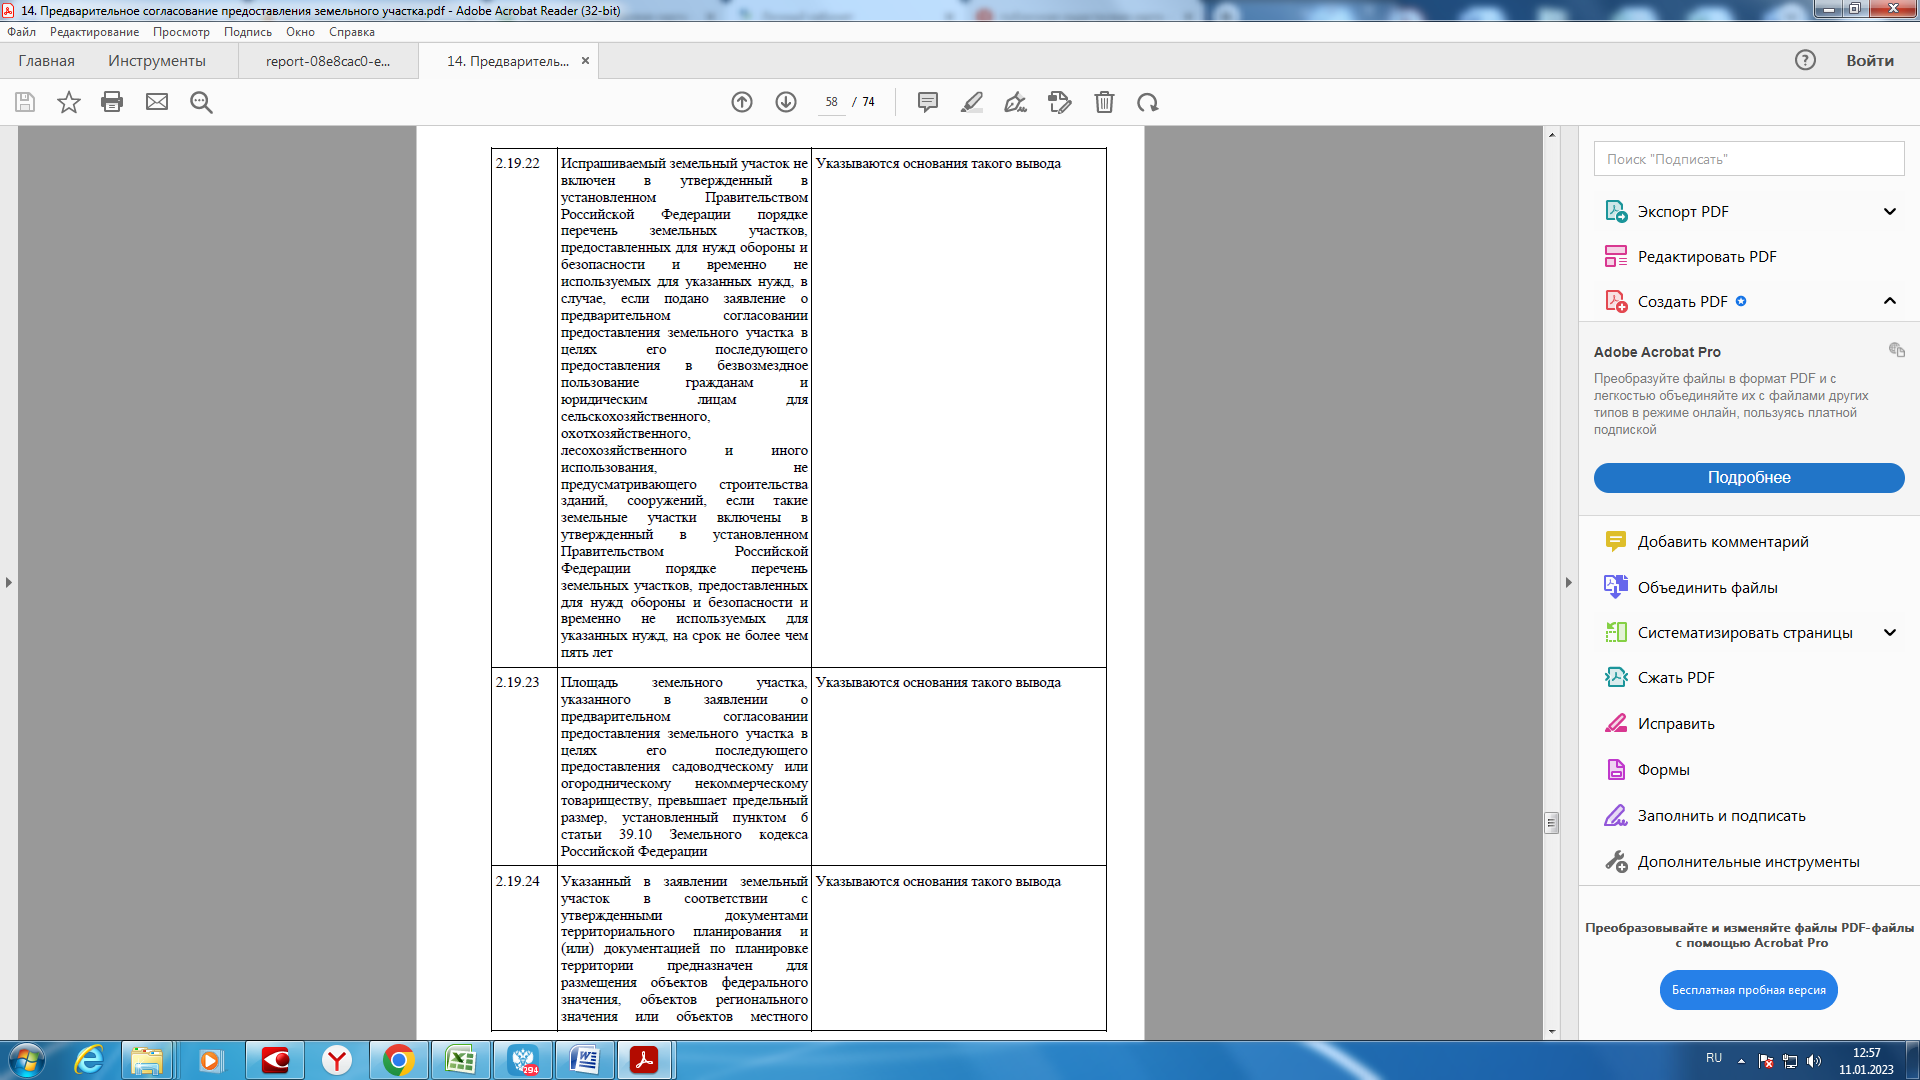 14. Предварительное согласование предоставления земельного участка.pdf - Adobe Acrobat Reader (32-bit)
Файл Редактирование Просмотр Подпись Окно Справка
Главная Инструменты report-08e8cac0-e... 14. Предваритель... × Войти
58 / 74
2.19.22 Испрашиваемый земельный участок не Указываются основания такого вывода
включен в утвержденный в
установленном Правительством
Российской Федерации порядке
перечень земельных участков,
предоставленных для нужд обороны и
безопасности и временно не
используемых для указанных нужд, в
случае, если подано заявление о
предварительном согласовании
предоставления земельного участка в
целях его последующего
предоставления в безвозмездное
пользование гражданам и
юридическим лицам для
сельскохозяйственного,
охотхозяйственного,
лесохозяйственного и иного
использования, не
предусматривающего строительства
зданий, сооружений, если такие
земельные участки включены в
утвержденный в установленном
Правительством Российской
Федерации порядке перечень
земельных участков, предоставленных
для нужд обороны и безопасности и
временно не используемых для
указанных нужд, на срок не более чем
пять лет
2.19.23 Площадь земельного участка, Указываются основания такого вывода
указанного в заявлении о
предварительном согласовании
предоставления земельного участка в
целях его последующего
предоставления садоводческому или
огородническому некоммерческому
товариществу, превышает предельный
размер, установленный пунктом 6
статьи 39.10 Земельного кодекса
Российской Федерации
2.19.24 Указанный в заявлении земельный Указываются основания такого вывода
участок в соответствии с
утвержденными документами
территориального планирования и
(или) документацией по планировке
территории предназначен для
размещения объектов федерального
значения, объектов регионального
значения или объектов местного
Поиск "Подписать"
Экспорт PDF
Редактировать PDF
Создать PDF
Adobe Acrobat Pro
Преобразуйте файлы в формат PDF и с
легкостью объединяйте их с файлами других
типов в режиме онлайн, пользуясь платной
подпиской
Подробнее
Добавить комментарий
Объединить файлы
Систематизировать страницы
Сжать PDF
Исправить
Формы
Заполнить и подписать
Дополнительные инструменты
Преобразовывайте и изменяйте файлы PDF-файлы
с помощью Acrobat Pro
Бесплатная пробная версия
294
RU
12:57
11.01.2023